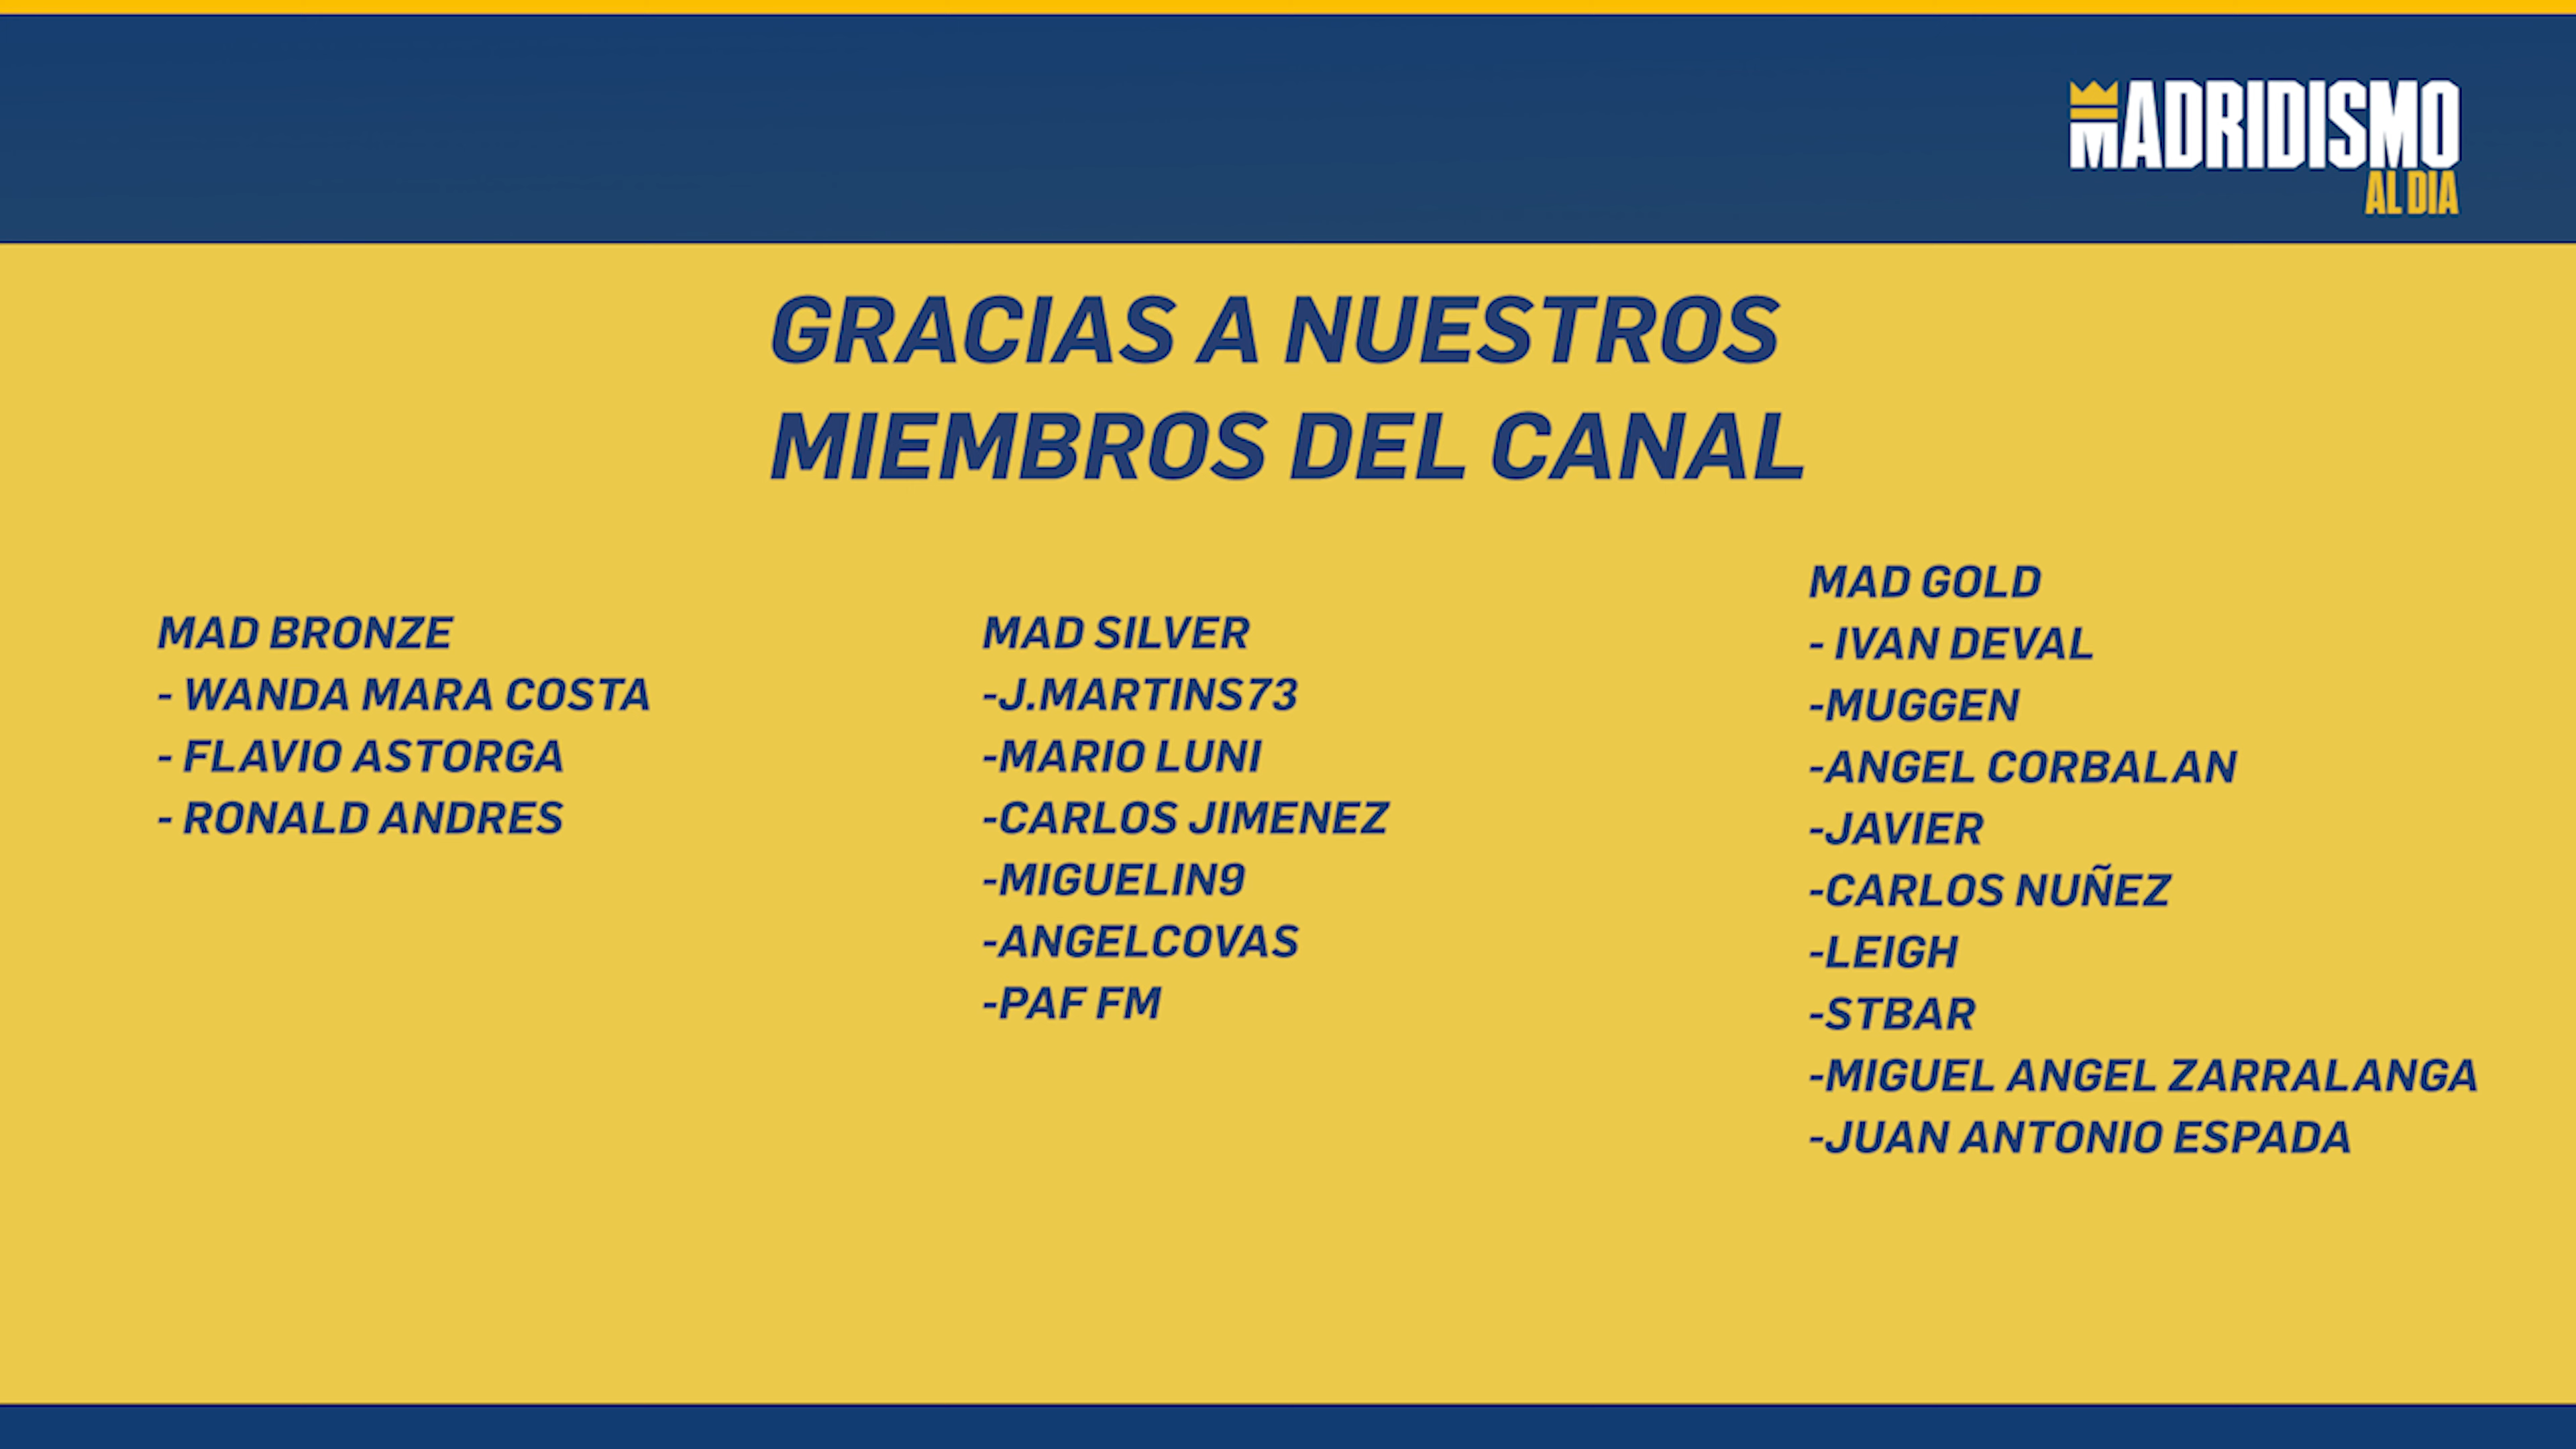 MADRIDISMO
AL DIA
GRACIAS A NUESTROS
MIEMBROS DEL CANAL
MAD BRONZE
- WANDA MARA COSTA
- FLAVIO ASTORGA
- RONALD ANDRES
MAD SILVER
-J.MARTINS73
-MARIO LUNI
-CARLOS JIMENEZ
-MIGUELIN9
-ANGELCOVAS
-PAF FM
MAD GOLD
- IVAN DEVAL
-MUGGEN
-ANGEL CORBALAN
-JAVIER
-CARLOS NUÑEZ
-LEIGH
-STBAR
-MIGUEL ANGEL ZARRALANGA
-JUAN ANTONIO ESPADA